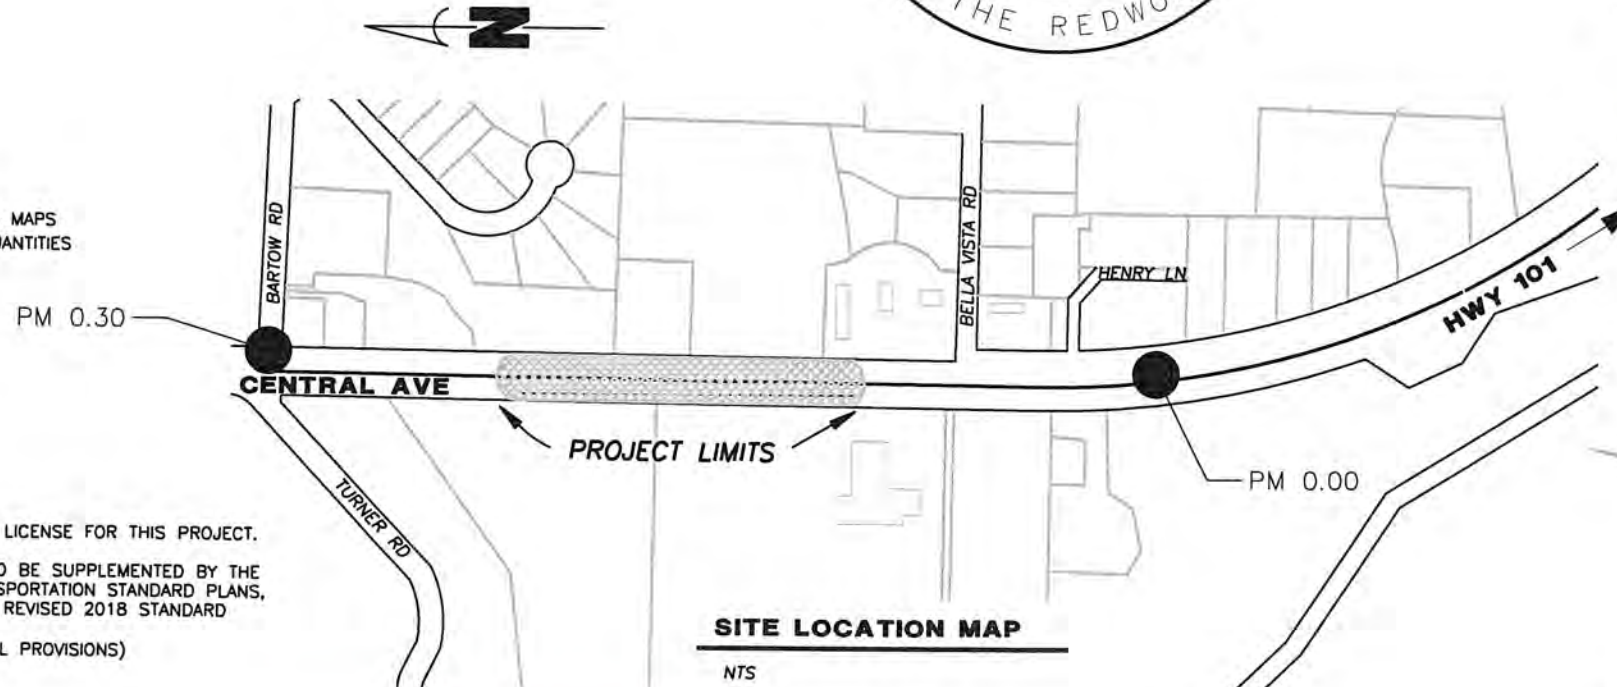 N
THE REDWO
MAPS
ANTITIES
BARTOW RD
BELLA VISTA RD
HENRY LN
HWY 101
PM 0.30
CENTRAL AVE
PROJECT LIMITS
PM 0.00
TURNER RD
LICENSE FOR THIS PROJECT.
O BE SUPPLEMENTED BY THE
SPORTATION STANDARD PLANS,
REVISED 2018 STANDARD
L PROVISIONS)
SITE LOCATION MAP
NTS